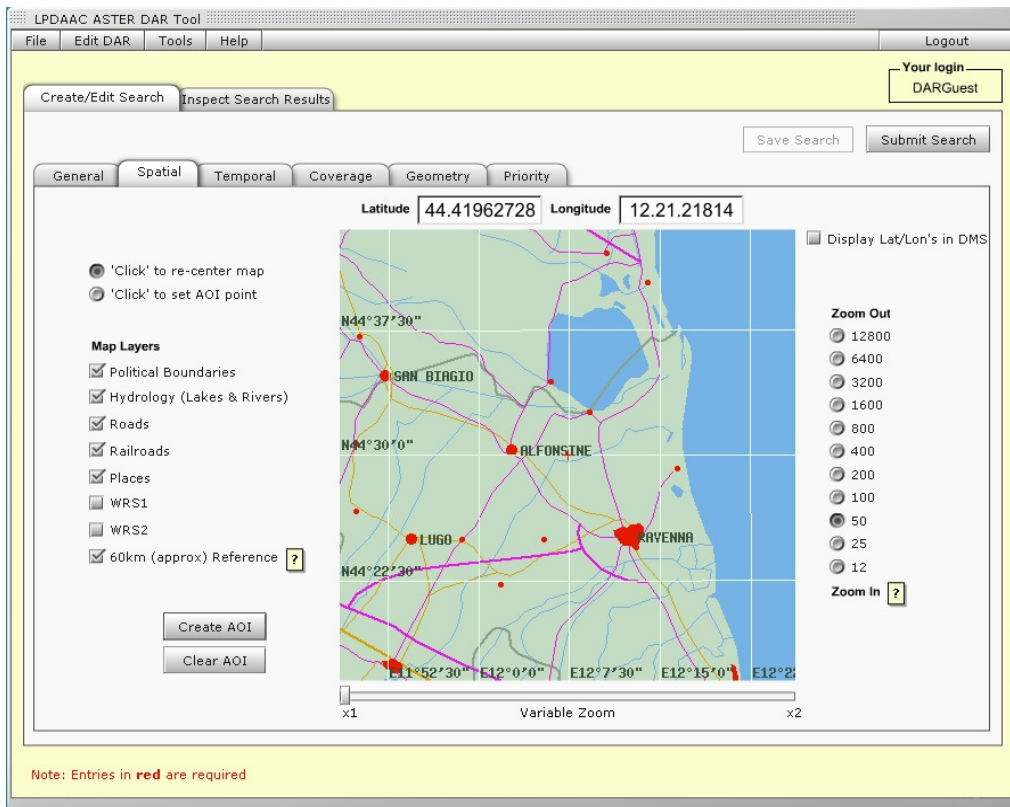 LPDAAC ASTER DAR Tool
File Edit DAR Tools Help Logout
Your login
DARGuest
Create/Edit Search Inspect Search Results
Save Search Submit Search
General Spatial Temporal Coverage Geometry Priority
Latitude 44.41962728 Longitude 12.21.21814
Display Lat/Lon's in DMS
'Click' to re-center map
'Click' to set AOI point
Map Layers
Political Boundaries
Hydrology (Lakes & Rivers)
Roads
Railroads
Places
WRS1
WRS2
60km (approx) Reference ?
Create AOI
Clear AOI
N44°37'30"
SAN BIAGIO
N44°30'0"
ALFONSINE
LUGO
RAVENNA
N44°22'30"
E11°52'30" E12°0'0" E12°7'30" E12°15'0" E12°22
x1 Variable Zoom x2
Zoom Out
12800
6400
3200
1600
800
400
200
100
50
25
12
Zoom In ?
Note: Entries in red are required